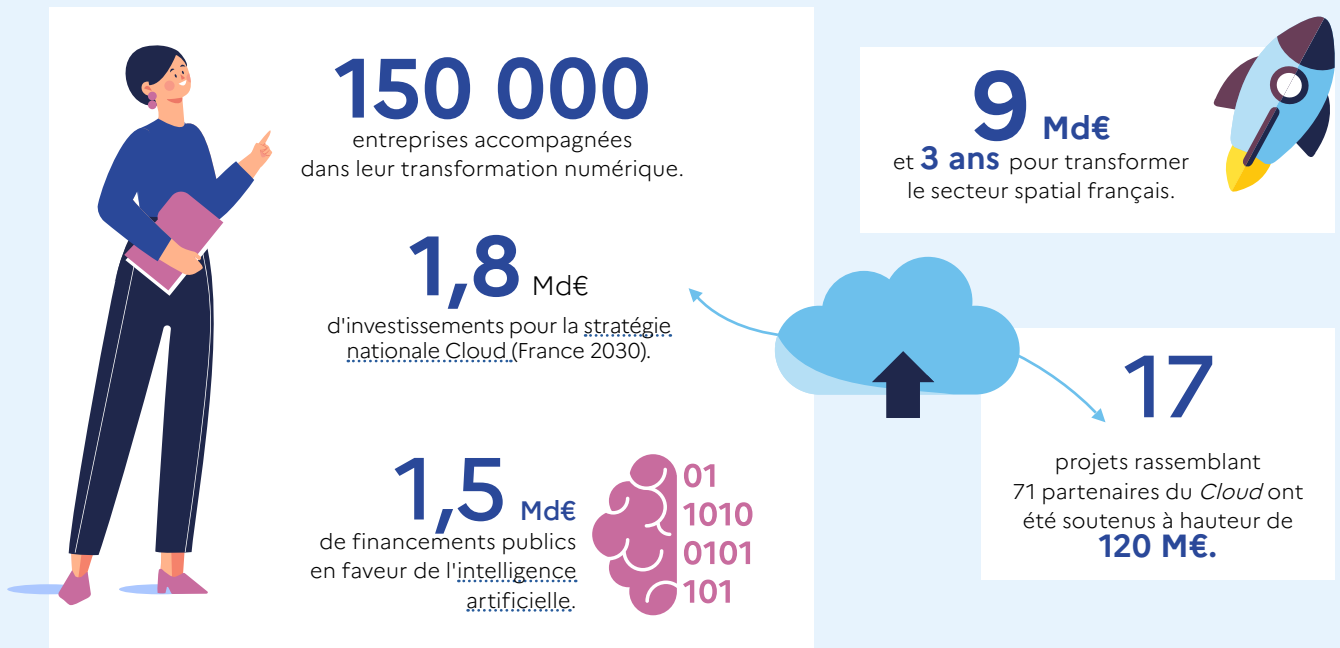 150 000
entreprises accompagnées
dans leur transformation numérique.
1,8 Md€
d'investissements pour la stratégie
nationale Cloud (France 2030).
1,5 Md€
de financements publics
en faveur de l'intelligence
artificielle.
01
1010
0101
101
9 Md€
et 3 ans pour transformer
le secteur spatial français.
17
projets rassemblant
71 partenaires du Cloud ont
été soutenus à hauteur de
120 M€.